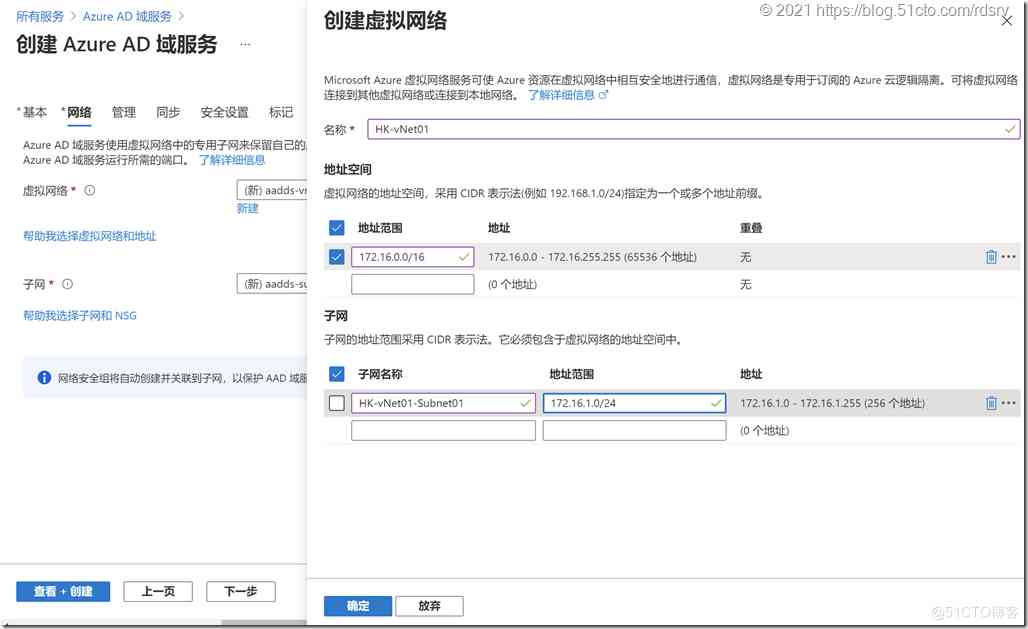 所有服务 > Azure AD 域服务 >
创建 Azure AD 域服务 ...
* 基本 * 网络 管理 同步 安全设置 标记
Azure AD 域服务使用虚拟网络中的专用子网来保留自己的
Azure AD 域服务运行所需的端口。 了解详细信息
虚拟网络 *
(新) aadds-vn
新建
帮助我选择虚拟网络和地址
子网 *
(新) aadds-su
帮助我选择子网和 NSG
网络安全组将自动创建并关联到子网，以保护 AAD 域服
查看 + 创建 上一页 下一步
© 2021 https://blog.51cto.com/rdsrv
创建虚拟网络
Microsoft Azure 虚拟网络服务可使 Azure 资源在虚拟网络中相互安全地进行通信，虚拟网络是专用于订阅的 Azure 云逻辑隔离。可将虚拟网络
连接到其他虚拟网络或连接到本地网络。 了解详细信息
名称 * HK-vNet01
地址空间
虚拟网络的地址空间，采用 CIDR 表示法(例如 192.168.1.0/24)指定为一个或多个地址前缀。
地址范围 地址 重叠
172.16.0.0/16 172.16.0.0 - 172.16.255.255 (65536 个地址) 无
(0 个地址) 无
子网
子网的地址范围采用 CIDR 表示法。它必须包含于虚拟网络的地址空间中。
子网名称 地址范围 地址
HK-vNet01-Subnet01 172.16.1.0/24 172.16.1.0 - 172.16.1.255 (256 个地址)
(0 个地址)
确定 放弃
@51CTO博客